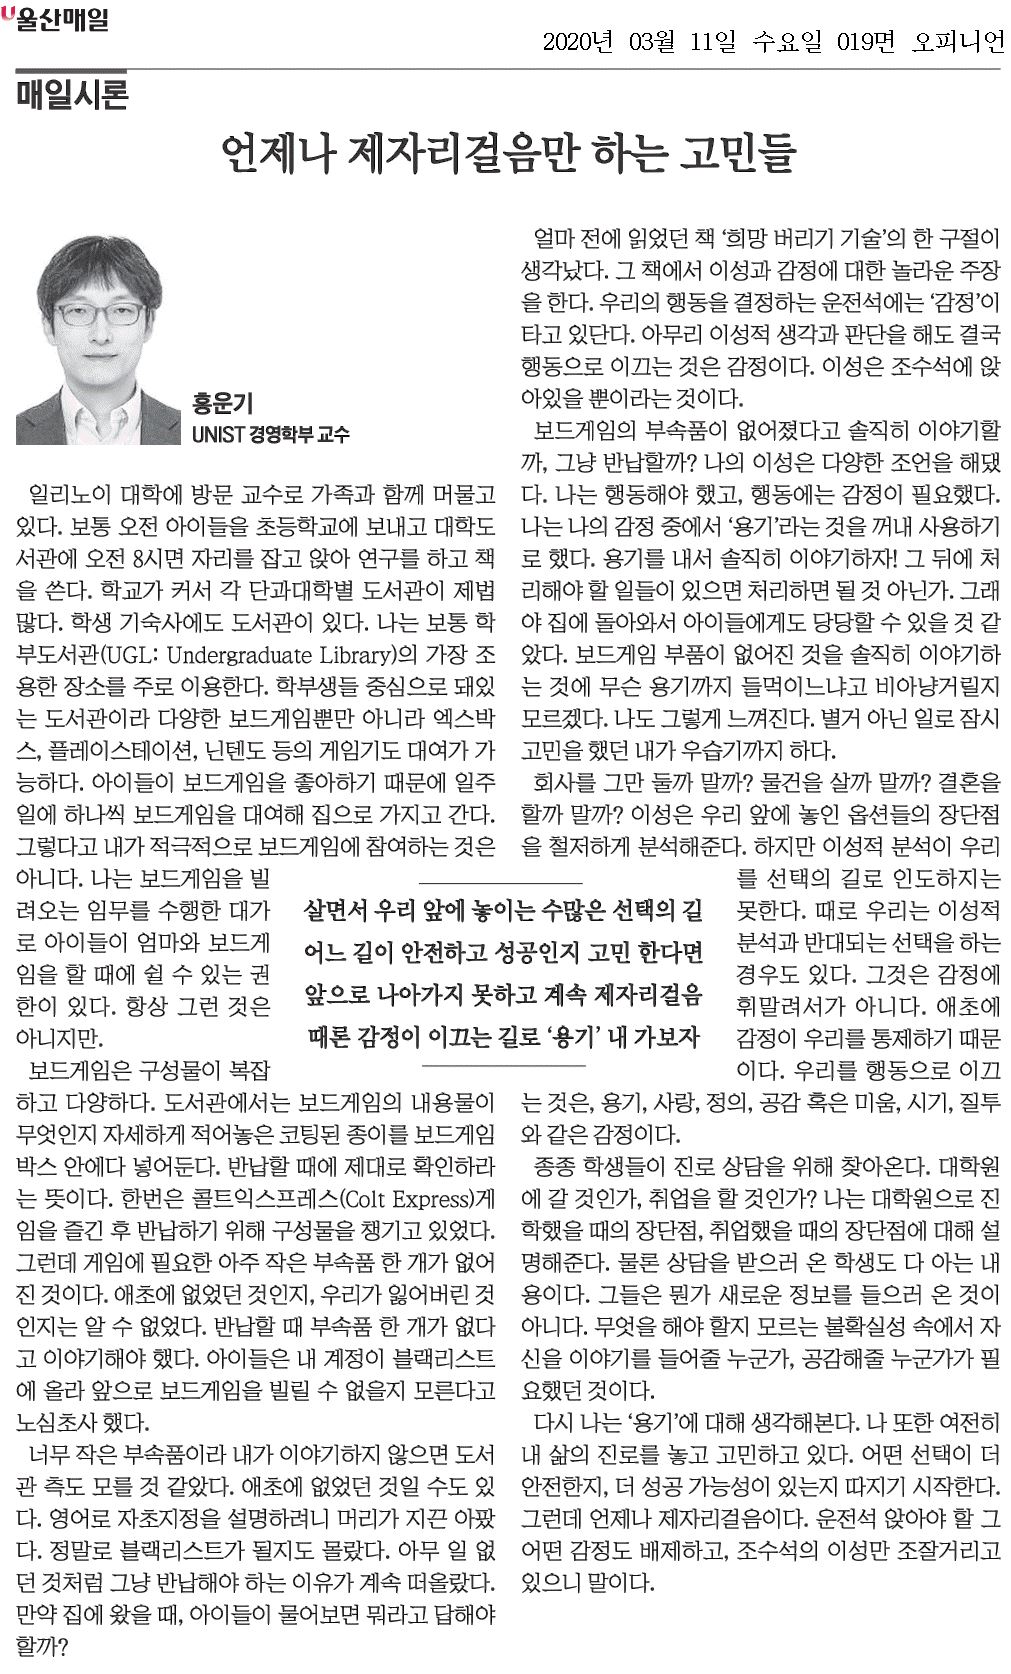 울산매일
2020년 03월 11일 수요일 019면 오피니언
매일시론
언제나 제자리걸음만 하는 고민들
홍운기
UNIST 경영학부 교수
일리노이 대학에 방문 교수로 가족과 함께 머물고
있다. 보통 오전 아이들을 초등학교에 보내고 대학도
서관에 오전 8시면 자리를 잡고 앉아 연구를 하고 책
을 쓴다. 학교가 커서 각 단과대학별 도서관이 제법
많다. 학생 기숙사에도 도서관이 있다. 나는 보통 학
부도서관(UGL: Undergraduate Library)의 가장 조
용한 장소를 주로 이용한다. 학부생들 중심으로 돼있
는 도서관이라 다양한 보드게임뿐만 아니라 엑스박
스, 플레이스테이션, 닌텐도 등의 게임기도 대여가 가
능하다. 아이들이 보드게임을 좋아하기 때문에 일주
일에 하나씩 보드게임을 대여해 집으로 가지고 간다.
그렇다고 내가 적극적으로 보드게임에 참여하는 것은
아니다. 나는 보드게임을 빌
려오는 임무를 수행한 대가
로 아이들이 엄마와 보드게
임을 할 때에 쉴 수 있는 권
한이 있다. 항상 그런 것은
아니지만.
보드게임은 구성물이 복잡
하고 다양하다. 도서관에서는 보드게임의 내용물이
무엇인지 자세하게 적어놓은 코팅된 종이를 보드게임
박스 안에다 넣어둔다. 반납할 때에 제대로 확인하라
는 뜻이다. 한번은 콜트익스프레스(Colt Express)게
임을 즐긴 후 반납하기 위해 구성물을 챙기고 있었다.
그런데 게임에 필요한 아주 작은 부속품 한 개가 없어
진 것이다. 애초에 없었던 것인지, 우리가 잃어버린 것
인지는 알 수 없었다. 반납할 때 부속품 한 개가 없다
고 이야기해야 했다. 아이들은 내 계정이 블랙리스트
에 올라 앞으로 보드게임을 빌릴 수 없을지 모른다고
노심초사 했다.
너무 작은 부속품이라 내가 이야기하지 않으면 도서
관 측도 모를 것 같았다. 애초에 없었던 것일 수도 있
다. 영어로 자초지정을 설명하려니 머리가 지끈 아팠
다. 정말로 블랙리스트가 될지도 몰랐다. 아무 일 없
던 것처럼 그냥 반납해야 하는 이유가 계속 떠올랐다.
만약 집에 왔을 때, 아이들이 물어보면 뭐라고 답해야
할까?
살면서 우리 앞에 놓이는 수많은 선택의 길
어느 길이 안전하고 성공인지 고민 한다면
앞으로 나아가지 못하고 계속 제자리걸음
때론 감정이 이끄는 길로 ‘용기’ 내 가보자
얼마 전에 읽었던 책 ‘희망 버리기 기술’의 한 구절이
생각났다. 그 책에서 이성과 감정에 대한 놀라운 주장
을 한다. 우리의 행동을 결정하는 운전석에는 ‘감정’이
타고 있단다. 아무리 이성적 생각과 판단을 해도 결국
행동으로 이끄는 것은 감정이다. 이성은 조수석에 앉
아있을 뿐이라는 것이다.
보드게임의 부속품이 없어졌다고 솔직히 이야기할
까, 그냥 반납할까? 나의 이성은 다양한 조언을 해댔
다. 나는 행동해야 했고, 행동에는 감정이 필요했다.
나는 나의 감정 중에서 ‘용기’라는 것을 꺼내 사용하기
로 했다. 용기를 내서 솔직히 이야기하자! 그 뒤에 처
리해야 할 일들이 있으면 처리하면 될 것 아닌가. 그래
야 집에 돌아와서 아이들에게도 당당할 수 있을 것 같
았다. 보드게임 부품이 없어진 것을 솔직히 이야기하
는 것에 무슨 용기까지 들먹이느냐고 비아냥거릴지
모르겠다. 나도 그렇게 느껴진다. 별거 아닌 일로 잠시
고민을 했던 내가 우습기까지 하다.
회사를 그만 둘까 말까? 물건을 살까 말까? 결혼을
할까 말까? 이성은 우리 앞에 놓인 옵션들의 장단점
을 철저하게 분석해준다. 하지만 이성적 분석이 우리
를 선택의 길로 인도하지는
못한다. 때로 우리는 이성적
분석과 반대되는 선택을 하는
경우도 있다. 그것은 감정에
휘말려서가 아니다. 애초에
감정이 우리를 통제하기 때문
이다. 우리를 행동으로 이끄
는 것은, 용기, 사랑, 정의, 공감 혹은 미움, 시기, 질투
와 같은 감정이다.
종종 학생들이 진로 상담을 위해 찾아온다. 대학원
에 갈 것인가, 취업을 할 것인가? 나는 대학원으로 진
학했을 때의 장단점, 취업했을 때의 장단점에 대해 설
명해준다. 물론 상담을 받으러 온 학생도 다 아는 내
용이다. 그들은 뭔가 새로운 정보를 들으러 온 것이
아니다. 무엇을 해야 할지 모르는 불확실성 속에서 자
신을 이야기를 들어줄 누군가, 공감해줄 누군가가 필
요했던 것이다.
다시 나는 ‘용기’에 대해 생각해본다. 나 또한 여전히
내 삶의 진로를 놓고 고민하고 있다. 어떤 선택이 더
안전한지, 더 성공 가능성이 있는지 따지기 시작한다.
그런데 언제나 제자리걸음이다. 운전석 앉아야 할 그
어떤 감정도 배제하고, 조수석의 이성만 조잘거리고
있으니 말이다.